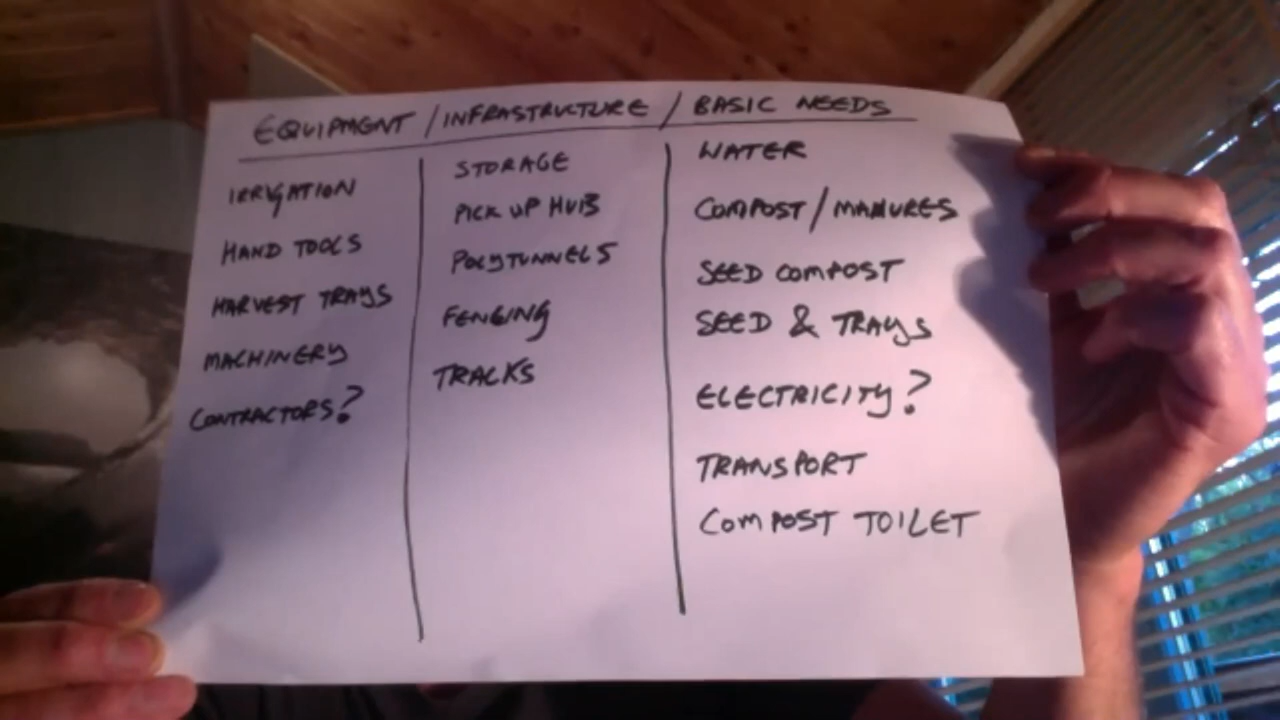 EQUIPMENT / INFRASTRUCTURE / BASIC NEEDS
IRRIGATION
HAND TOOLS
HARVEST TRAYS
MACHINERY
CONTRACTORS?
STORAGE
PICK UP HUB
POLYTUNNELS
FENCING
TRACKS
WATER
COMPOST / MANURES
SEED COMPOST
SEED & TRAYS
ELECTRICITY?
TRANSPORT
COMPOST TOILET